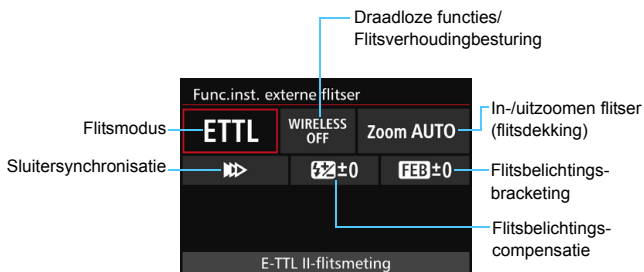 Draadloze functies/
Flitsverhoudingbesturing
Func.inst. externe flitser
Flitsmodus
ETTL
WIRELESS
OFF
Zoom AUTO
In-/uitzoomen flitser
(flitsdekking)
Sluitersynchronisatie
±0
FEB±0
Flitsbelichtings-
bracketing
Flitsbelichtings-
compensatie
E-TTL II-flitsmeting